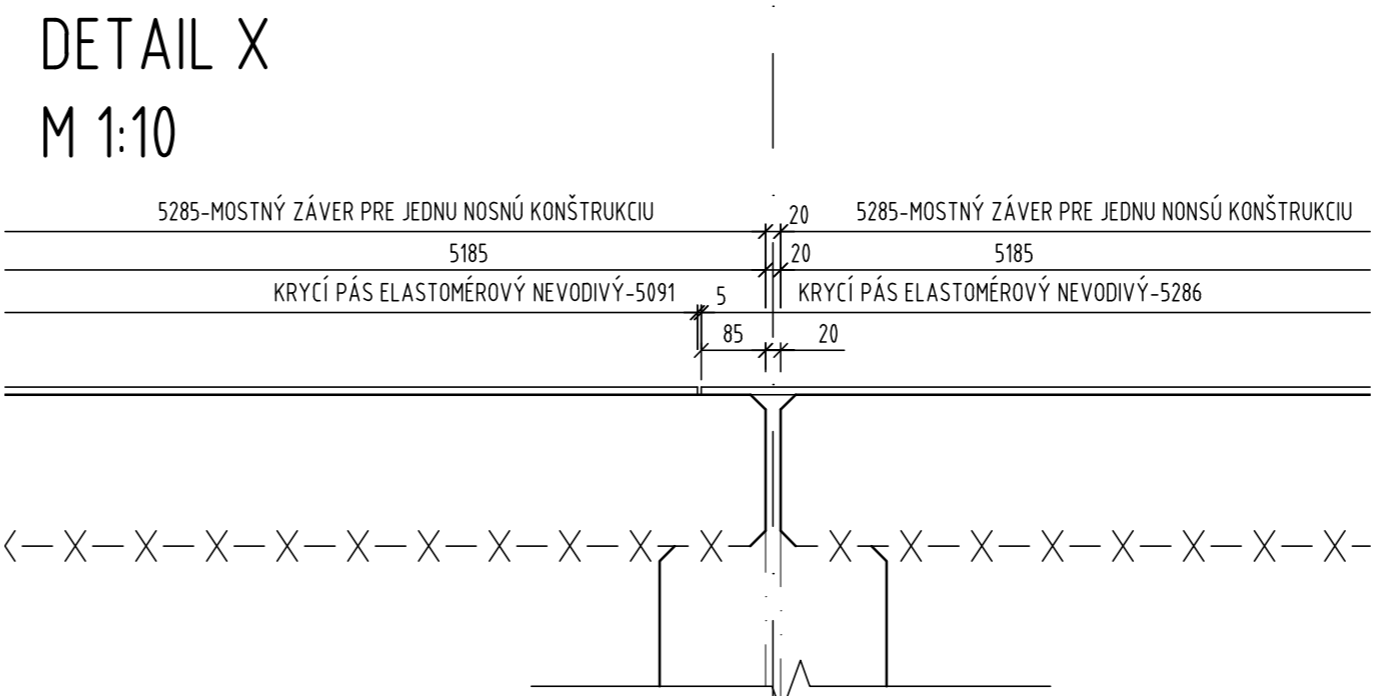 DETAIL X
M 1:10
5285-MOSTNÝ ZÁVER PRE JEDNU NOSNÚ KONŠTRUKCIU 20 5285-MOSTNÝ ZÁVER PRE JEDNU NONSÚ KONŠTRUKCIU
5185 20 5185
KRYCÍ PÁS ELASTOMÉROVÝ NEVODIVÝ-5091 5 KRYCÍ PÁS ELASTOMÉROVÝ NEVODIVÝ-5286
85 20